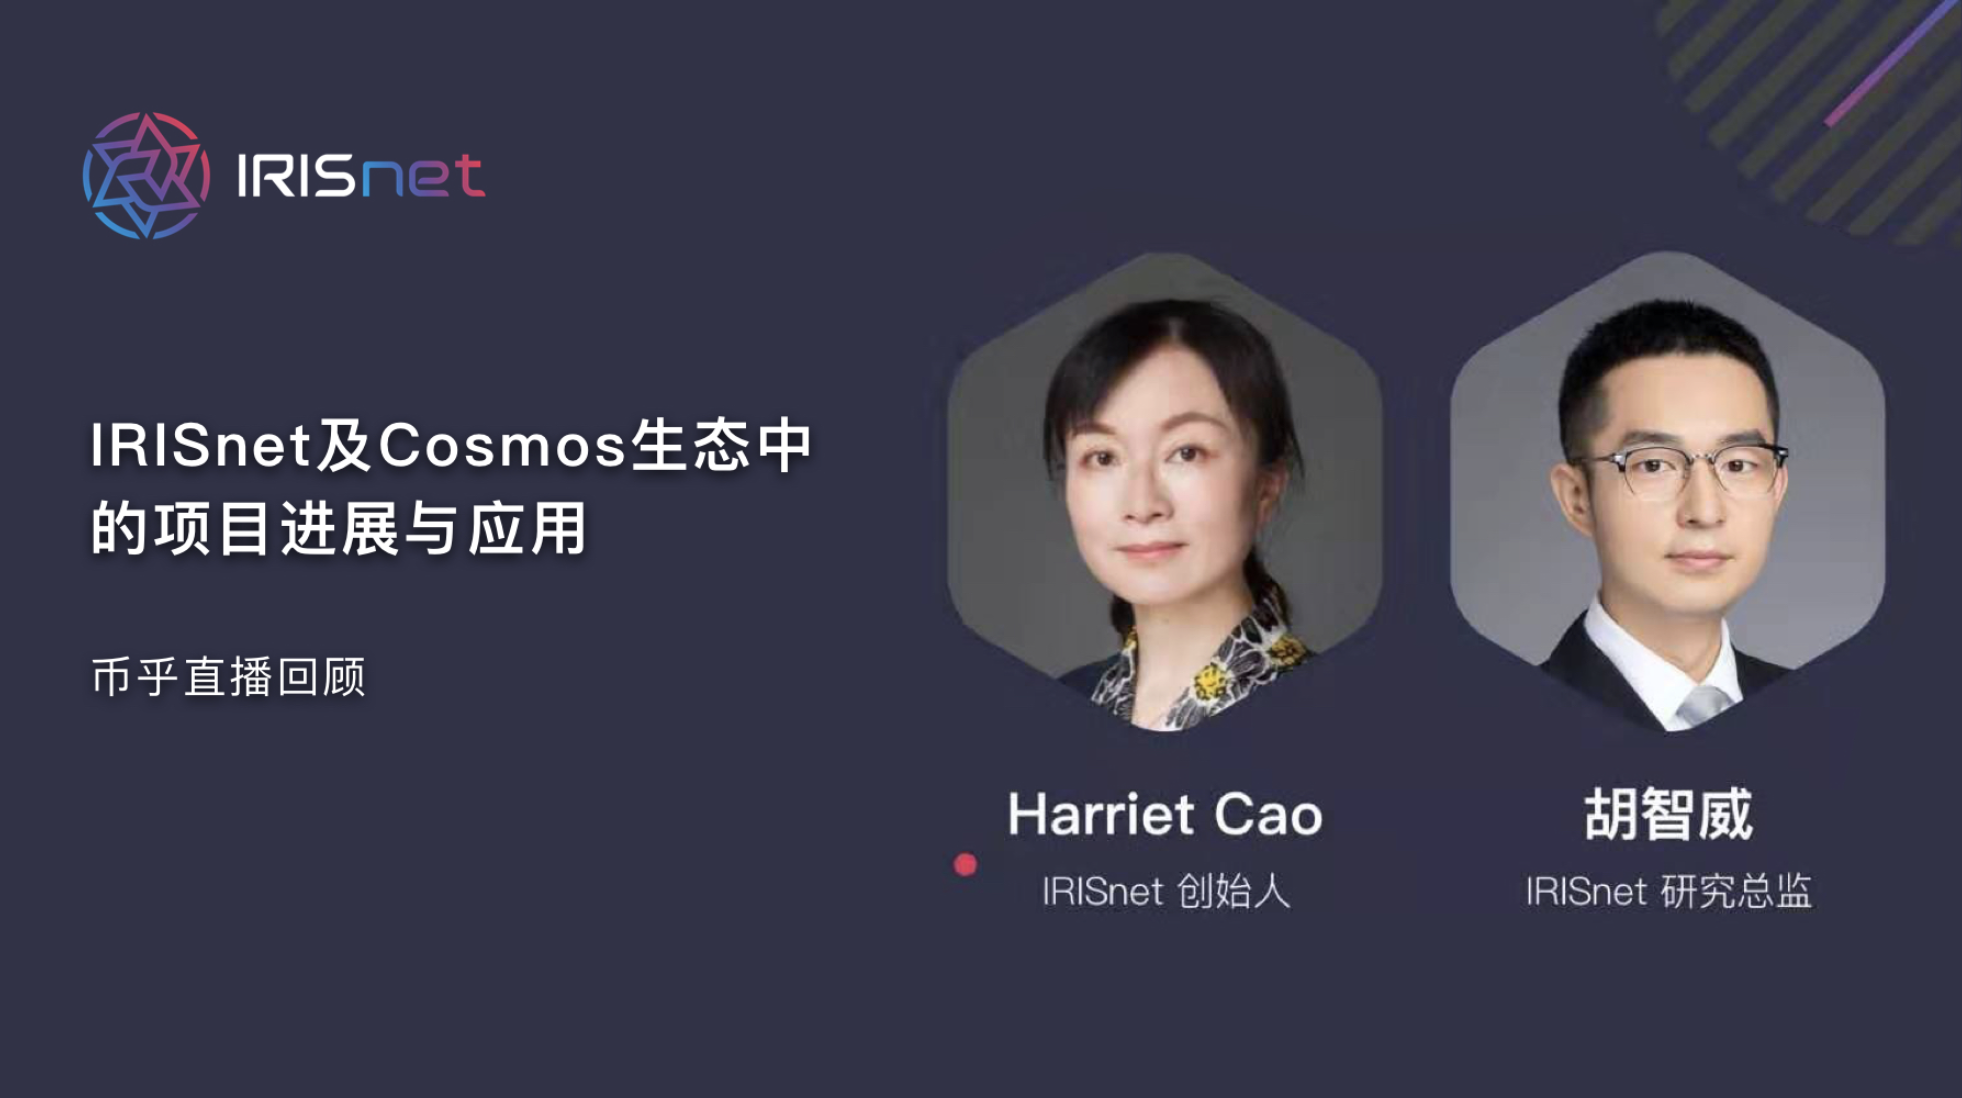 IRISnet
IRISnet及Cosmos生态中
的项目进展与应用
币乎直播回顾
Harriet Cao
IRISnet 创始人
胡智威
IRISnet 研究总监